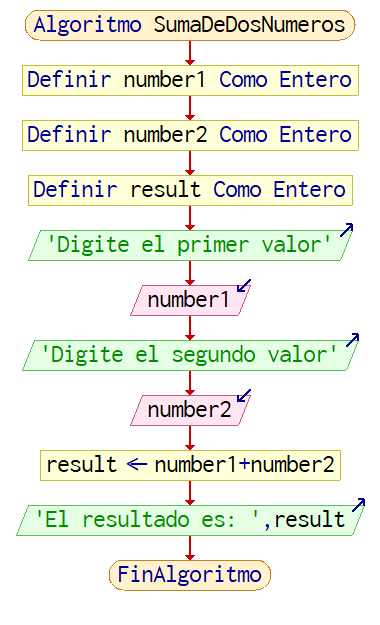 Algoritmo SumaDeDosNumeros
Definir number1 Como Entero
Definir number2 Como Entero
Definir result Como Entero
'Digite el primer valor'
number1
'Digite el segundo valor'
number2
result ← number1+number2
'El resultado es: ',result
FinAlgoritmo